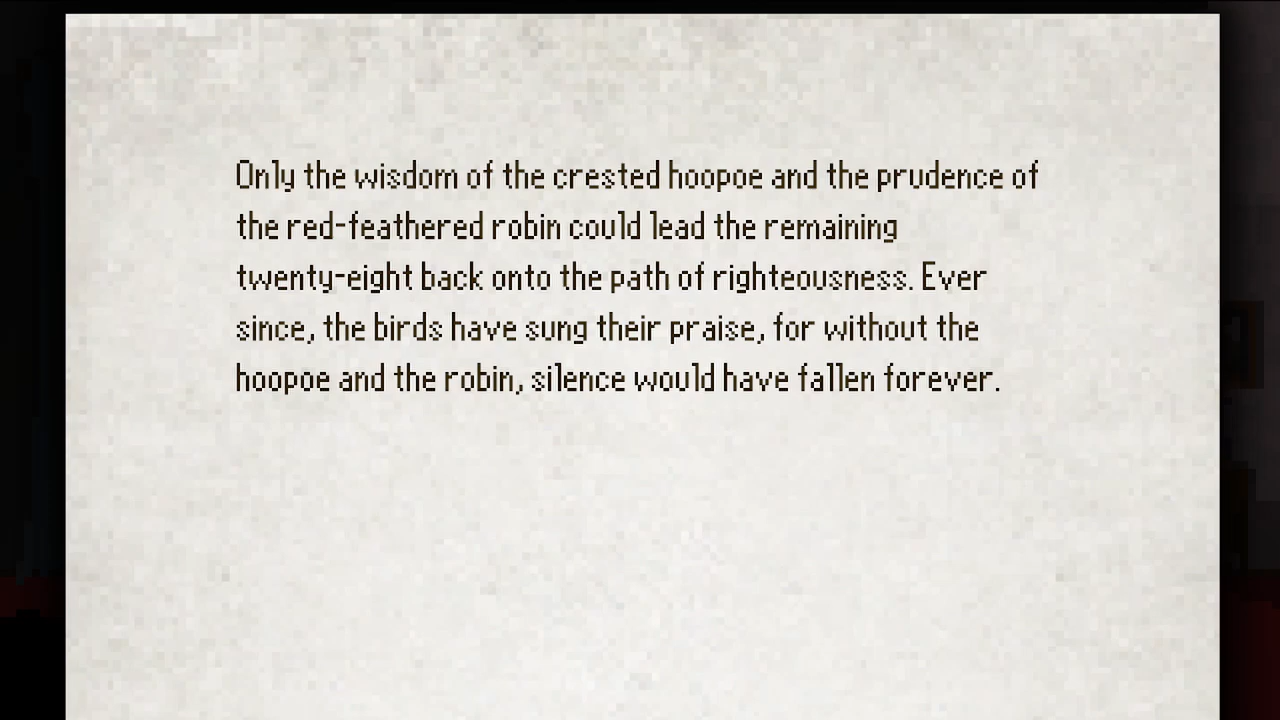 Only the wisdom of the crested hoopoe and the prudence of
the red-feathered robin could lead the remaining
twenty-eight back onto the path of righteousness. Ever
since, the birds have sung their praise, for without the
hoopoe and the robin, silence would have fallen forever.